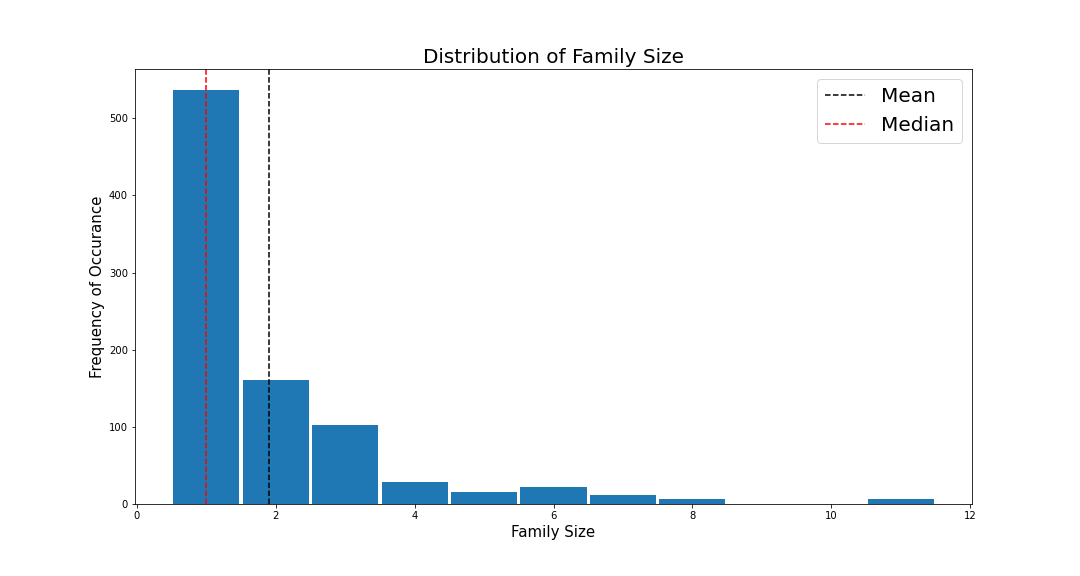 Distribution of Family Size
Mean
Median
Frequency of Occurance
500
400
300
200
100
0
0 2 4 6 8 10 12
Family Size